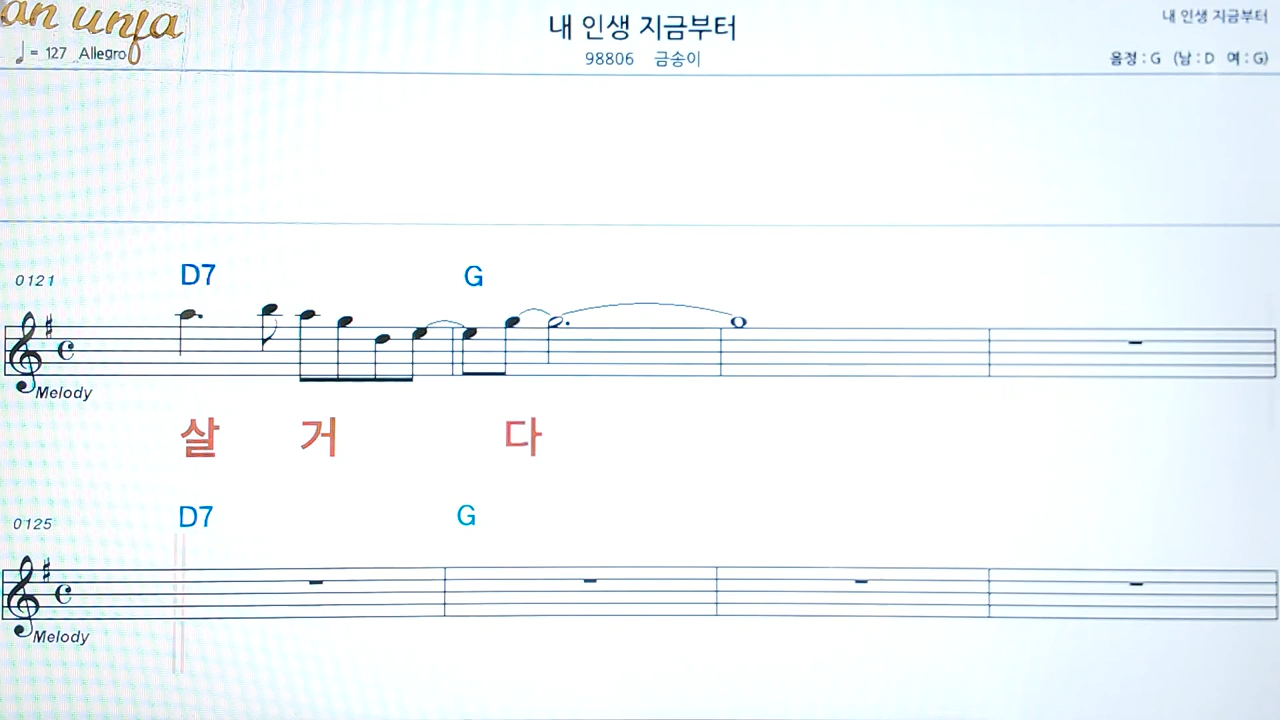 an unfa
내 인생 지금부터
내 인생 지금부터
♩= 127 Allegro
98806 금송이
음정 : G (남 : D 여 : G)
0121
D7 G
Melody
살 거 다
0125
D7 G
Melody